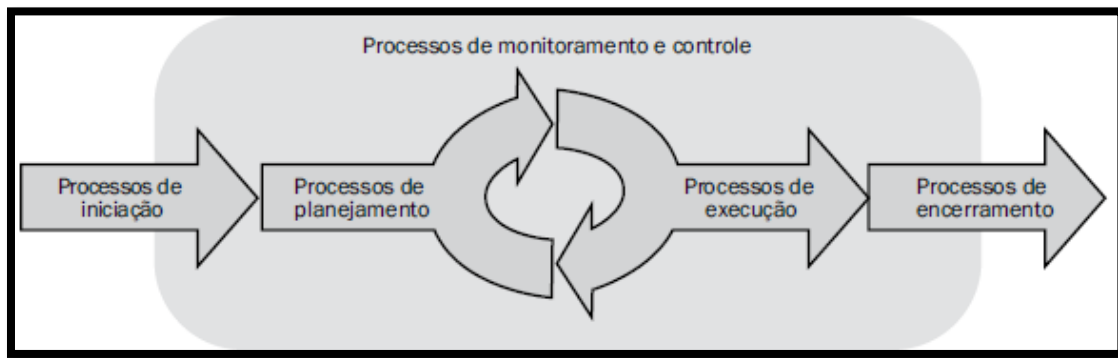 Processos de monitoramento e controle
Processos de
iniciação
Processos de
planejamento
Processos de
execução
Processos de
encerramento